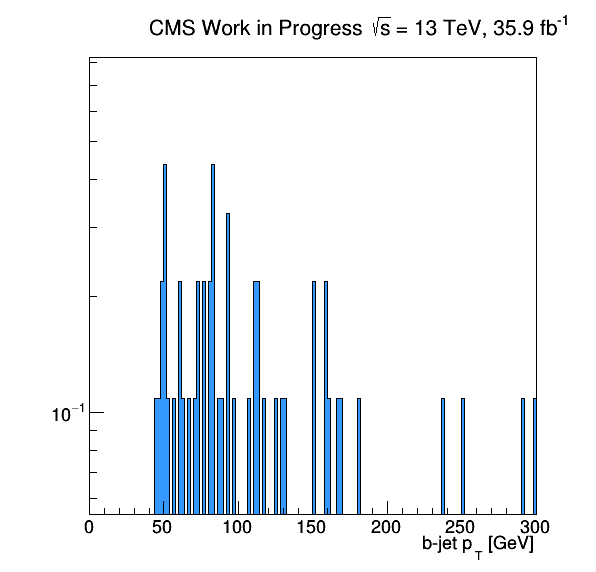 CMS Work in Progress √s = 13 TeV, 35.9 fb⁻¹
10⁻¹
0 50 100 150 200 250 300
b-jet p_T [GeV]